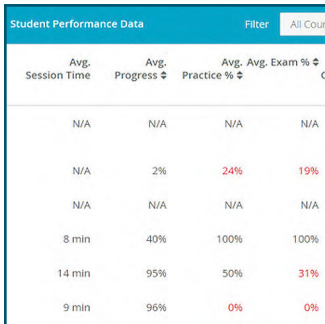 Student Performance Data Filter All Cour
Avg. Avg. Avg. Avg. Exam %
Session Time Progress Practice %
N/A N/A N/A N/A
N/A 2% 24% 19%
N/A N/A N/A N/A
8 min 40% 100% 100%
14 min 95% 50% 31%
9 min 96% 0% 0%